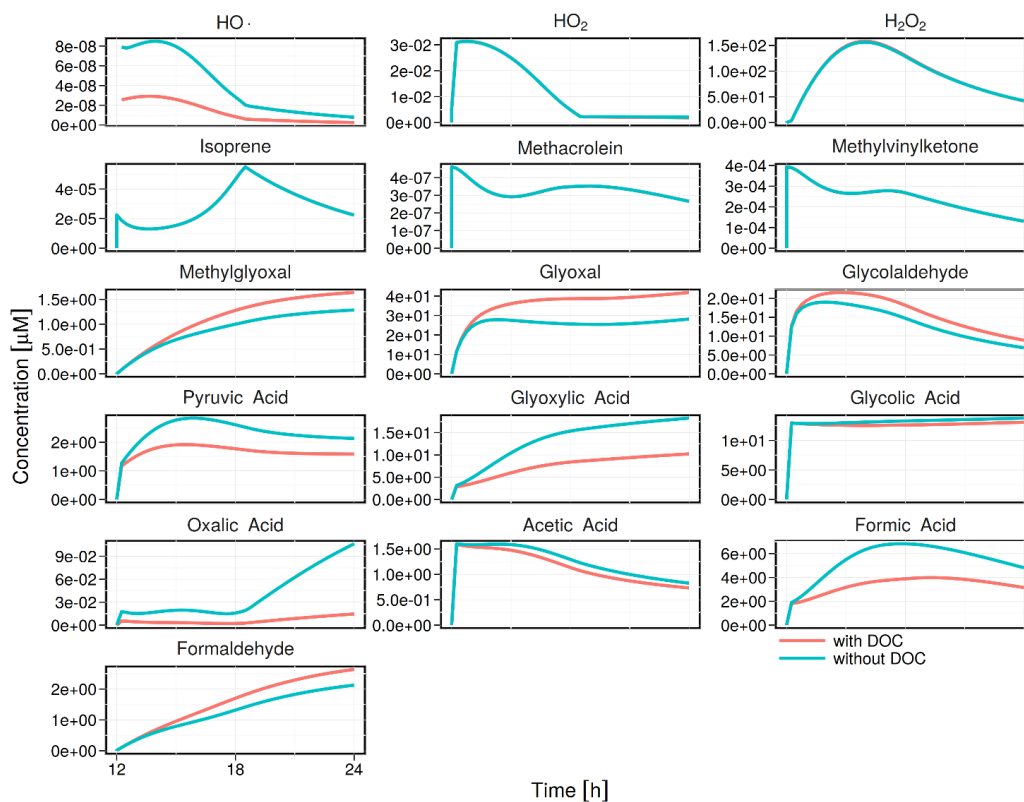 HO· HO₂ H₂O₂
8e-08 3e-02 1.5e+02
6e-08 2e-02 1.0e+02
4e-08 1e-02 5.0e+01
2e-08 0e+00 0.0e+00
0e+00
Isoprene Methacrolein Methylvinylketone
4e-05 4e-07 4e-04
2e-05 3e-07 3e-04
0e+00 2e-07 2e-04
1e-07 1e-04
0e+00 0e+00
Methylglyoxal Glyoxal Glycolaldehyde
1.5e+00 4e+01 2.0e+01
1.0e+00 3e+01 1.5e+01
5.0e-01 2e+01 1.0e+01
0.0e+00 1e+01 5.0e+00
0e+00 0.0e+00
Pyruvic Acid Glyoxylic Acid Glycolic Acid
2e+00 1.5e+01 1e+01
1e+00 1.0e+01 5e+00
0e+00 5.0e+00 0e+00
0.0e+00
Oxalic Acid Acetic Acid Formic Acid
9e-02 1.5e+00 6e+00
6e-02 1.0e+00 4e+00
3e-02 5.0e-01 2e+00
0e+00 0.0e+00 0e+00
Formaldehyde
2e+00
1e+00
0e+00
12 18 24
with DOC
without DOC
Time [h]
Concentration [μM]